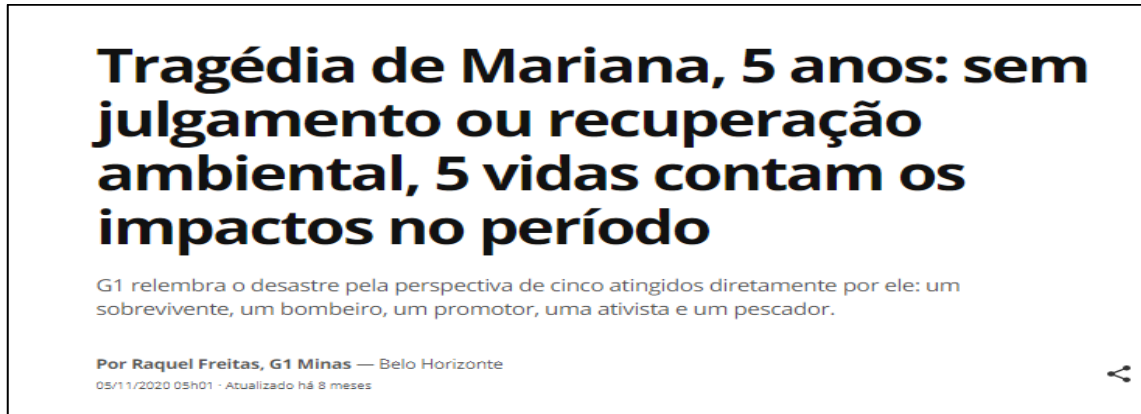 Tragédia de Mariana, 5 anos: sem
julgamento ou recuperação
ambiental, 5 vidas contam os
impactos no período
G1 relembra o desastre pela perspectiva de cinco atingidos diretamente por ele: um
sobrevivente, um bombeiro, um promotor, uma ativista e um pescador.
Por Raquel Freitas, G1 Minas — Belo Horizonte
05/11/2020 05h01 · Atualizado há 8 meses